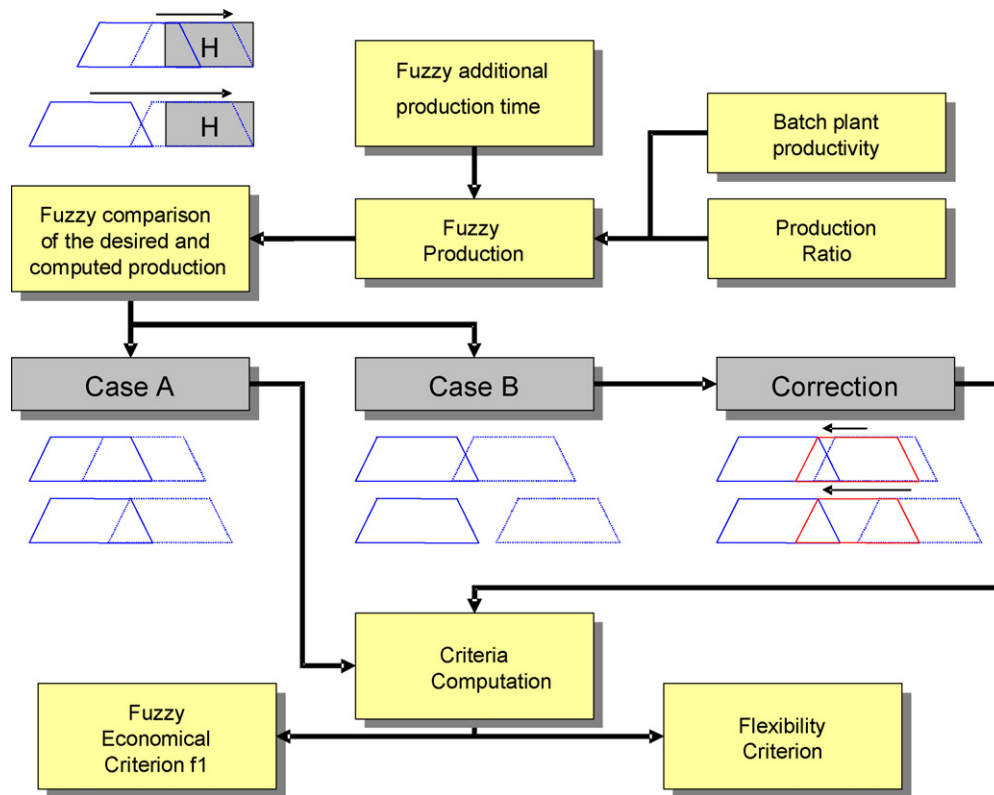 H
H
Fuzzy additional
production time
Batch plant
productivity
Fuzzy comparison
of the desired and
computed production
Fuzzy
Production
Production
Ratio
Case A
Case B
Correction
Criteria
Computation
Fuzzy
Economical
Criterion f1
Flexibility
Criterion